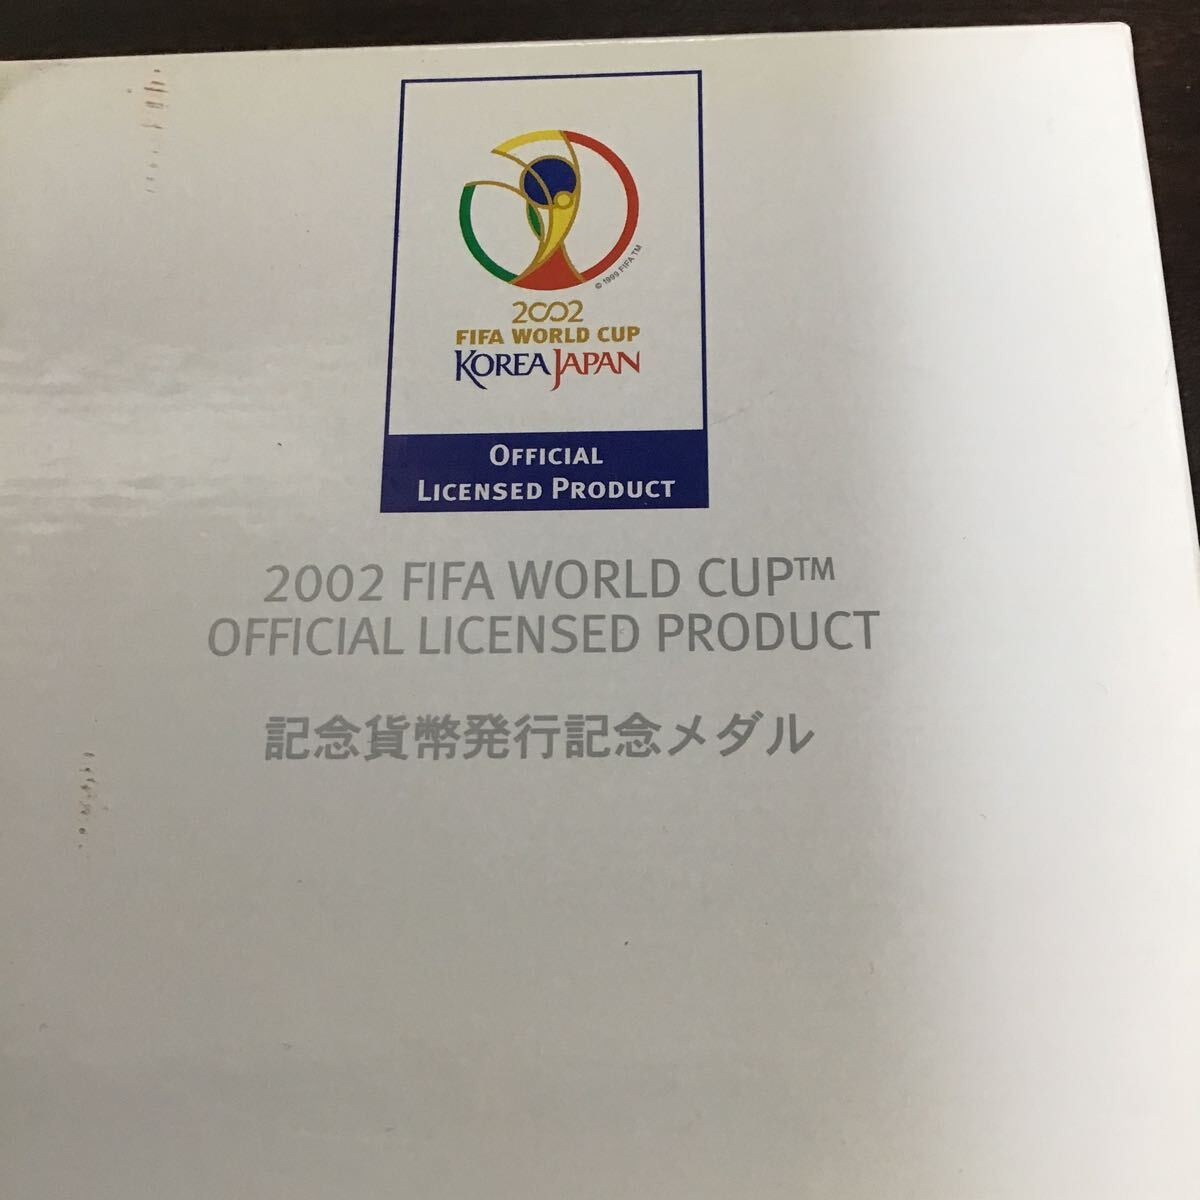 © 1999 FIFA TM
2002
FIFA WORLD CUP
KOREA JAPAN
OFFICIAL
LICENSED PRODUCT
2002 FIFA WORLD CUP™
OFFICIAL LICENSED PRODUCT
記念貨幣発行記念メダル